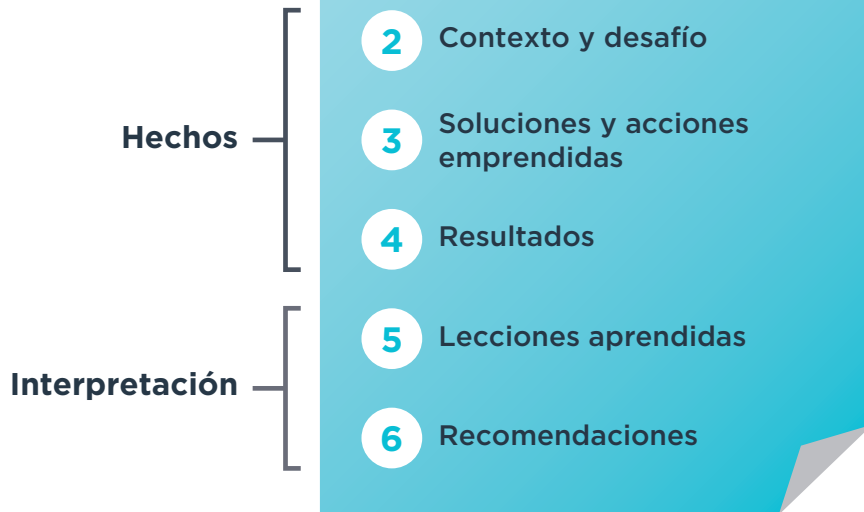 Hechos
2 Contexto y desafío
3 Soluciones y acciones
emprendidas
4 Resultados
Interpretación
5 Lecciones aprendidas
6 Recomendaciones